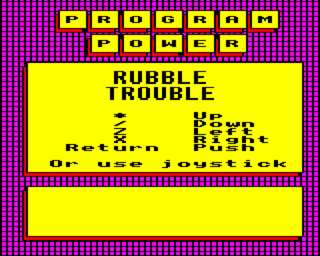 PROGRAM
POWER
RUBBLE
TROUBLE
* Up
/ Down
Z Left
X Right
Return Push
Or use joystick